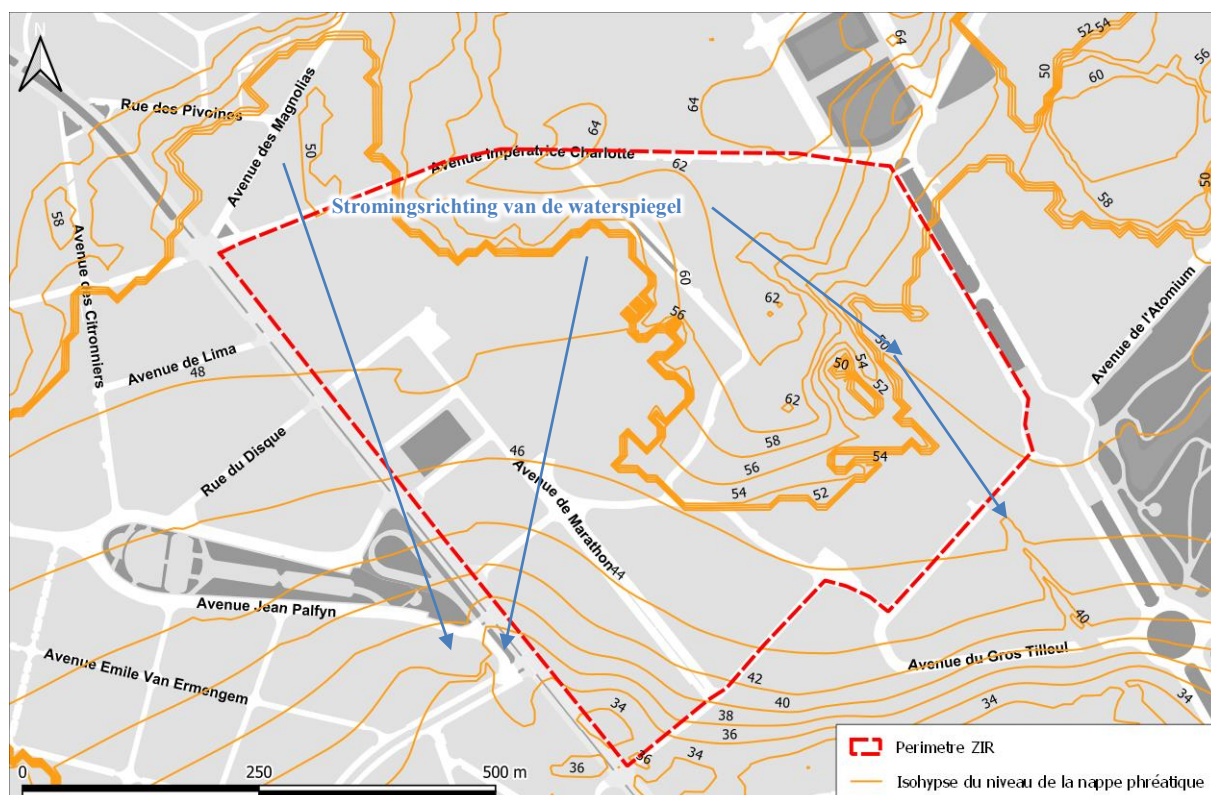 N
52
54
64
50
60
56
Rue des Pivoines
Avenue des Magnolias
64
64
50
Avenue Impératrice Charlotte
62
50
58
58
Stromingsrichting van de waterspiegel
Avenue des Citronniers
60
62
Avenue de l'Atomium
56
50
54
50
52
Avenue de Lima
48
62
58
46
56
54
Rue du Disque
Avenue de Marathon
54
52
44
Avenue Jean Palfyn
40
Avenue du Gros Tilleul
Avenue Emile Van Ermengem
42
40
34
34
38
36
34
36
36
34
0
250
500 m
Perimetre ZIR
Isohypse du niveau de la nappe phréatique